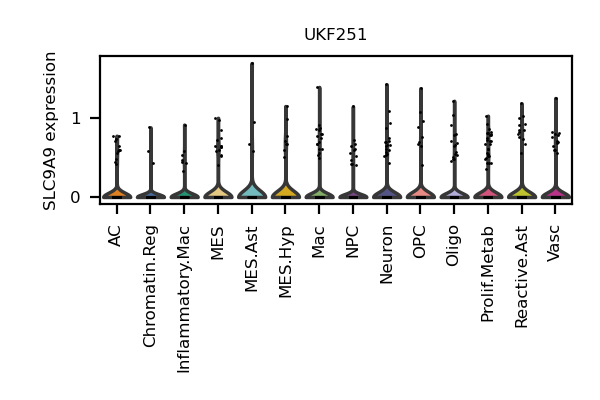 UKF251
SLC9A9 expression
1
0
AC
Chromatin.Reg
Inflammatory.Mac
MES
MES.Ast
MES.Hyp
Mac
NPC
Neuron
OPC
Oligo
Prolif.Metab
Reactive.Ast
Vasc